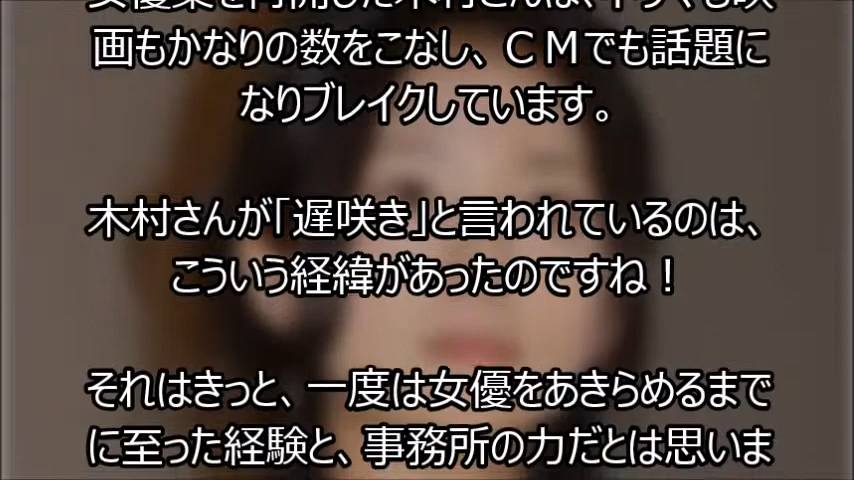 画もかなりの数をこなし、ＣＭでも話題に
なりブレイクしています。
木村さんが「遅咲き」と言われているのは、
こういう経緯があったのですね！
それはきっと、一度は女優をあきらめるまで
に至った経験と、事務所の力だとは思いま